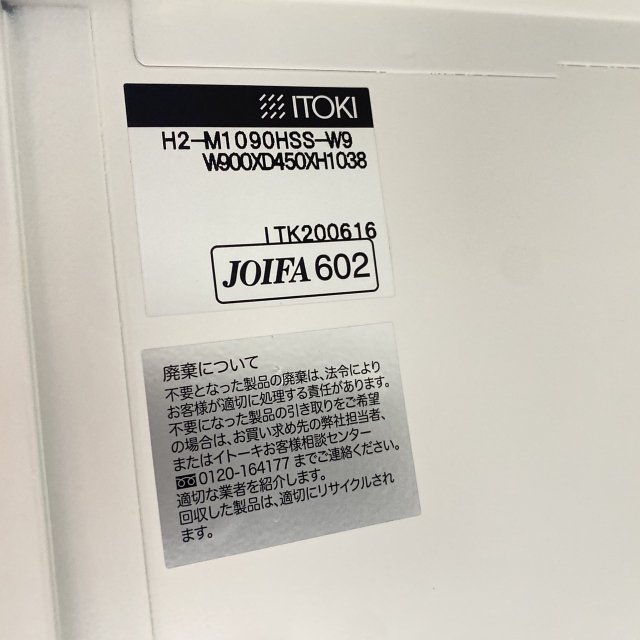 ITOKI
H2-M1090HSS-W9
W900XD450XH1038
ITK200616
JOIFA 602
廃棄について
不要となった製品の廃棄は、法令により
お客様が適切に処理する責任があります。
不要になった製品の引き取りをご希望
の場合は、お買い求め先の弊社担当者、
またはイトーキお客様相談センター
0120-164177 までご連絡ください。
適切な業者を紹介します。
回収した製品は、適切にリサイクルされ
ます。